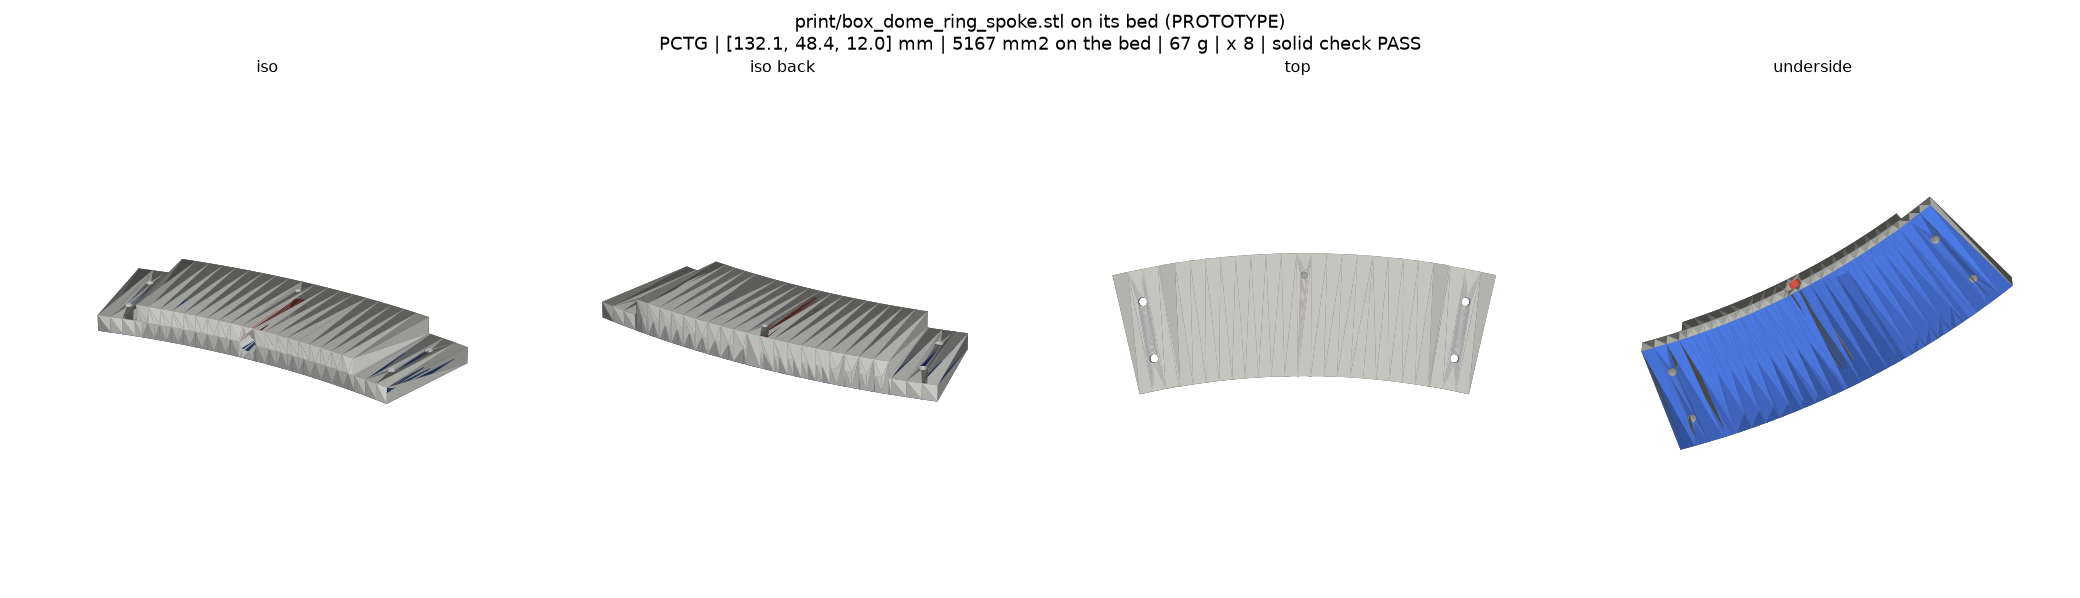 print/box_dome_ring_spoke.stl on its bed (PROTOTYPE)
PCTG | [132.1, 48.4, 12.0] mm | 5167 mm2 on the bed | 67 g | x 8 | solid check PASS
iso
iso back
top
underside